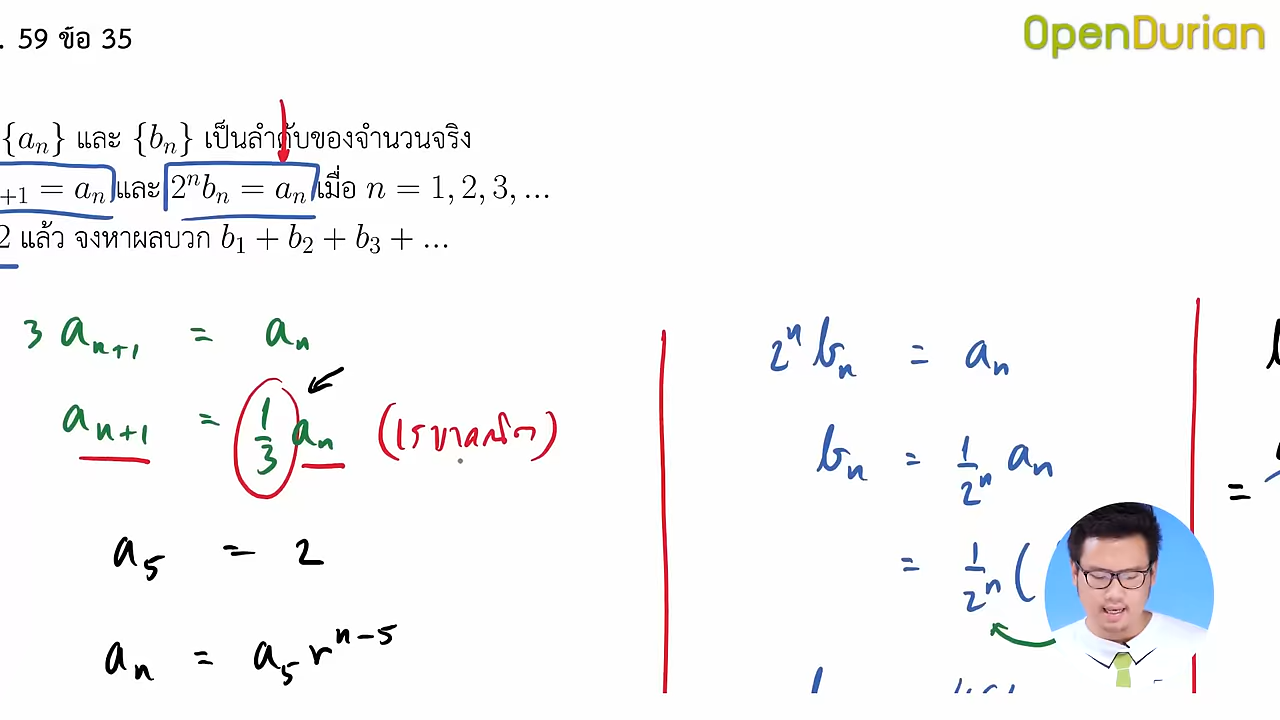 . 59 ข้อ 35
OpenDurian
{aₙ} และ {bₙ} เป็นลำดับของจำนวนจริง
₊₁ = aₙ และ 2ⁿbₙ = aₙ เมื่อ n = 1, 2, 3, ...
2 แล้ว จงหาผลบวก b₁ + b₂ + b₃ + ...
3 aₙ₊₁ = aₙ
aₙ₊₁ = 1/3 aₙ (เรขาคณิต)
a₅ = 2
aₙ = a₅ rⁿ⁻⁵
2ⁿ bₙ = aₙ
bₙ = 1/2ⁿ aₙ
= 1/2ⁿ (
=